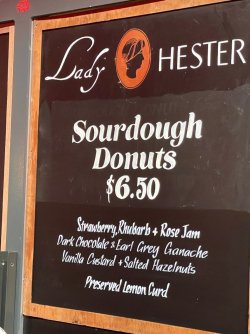 Lady HESTER
Sourdough
Donuts
$6.50
Strawberry, Rhubarb + Rose Jam
Dark Chocolate & Earl Grey Ganache
Vanilla Custard + Salted Hazelnuts
Preserved Lemon Curd